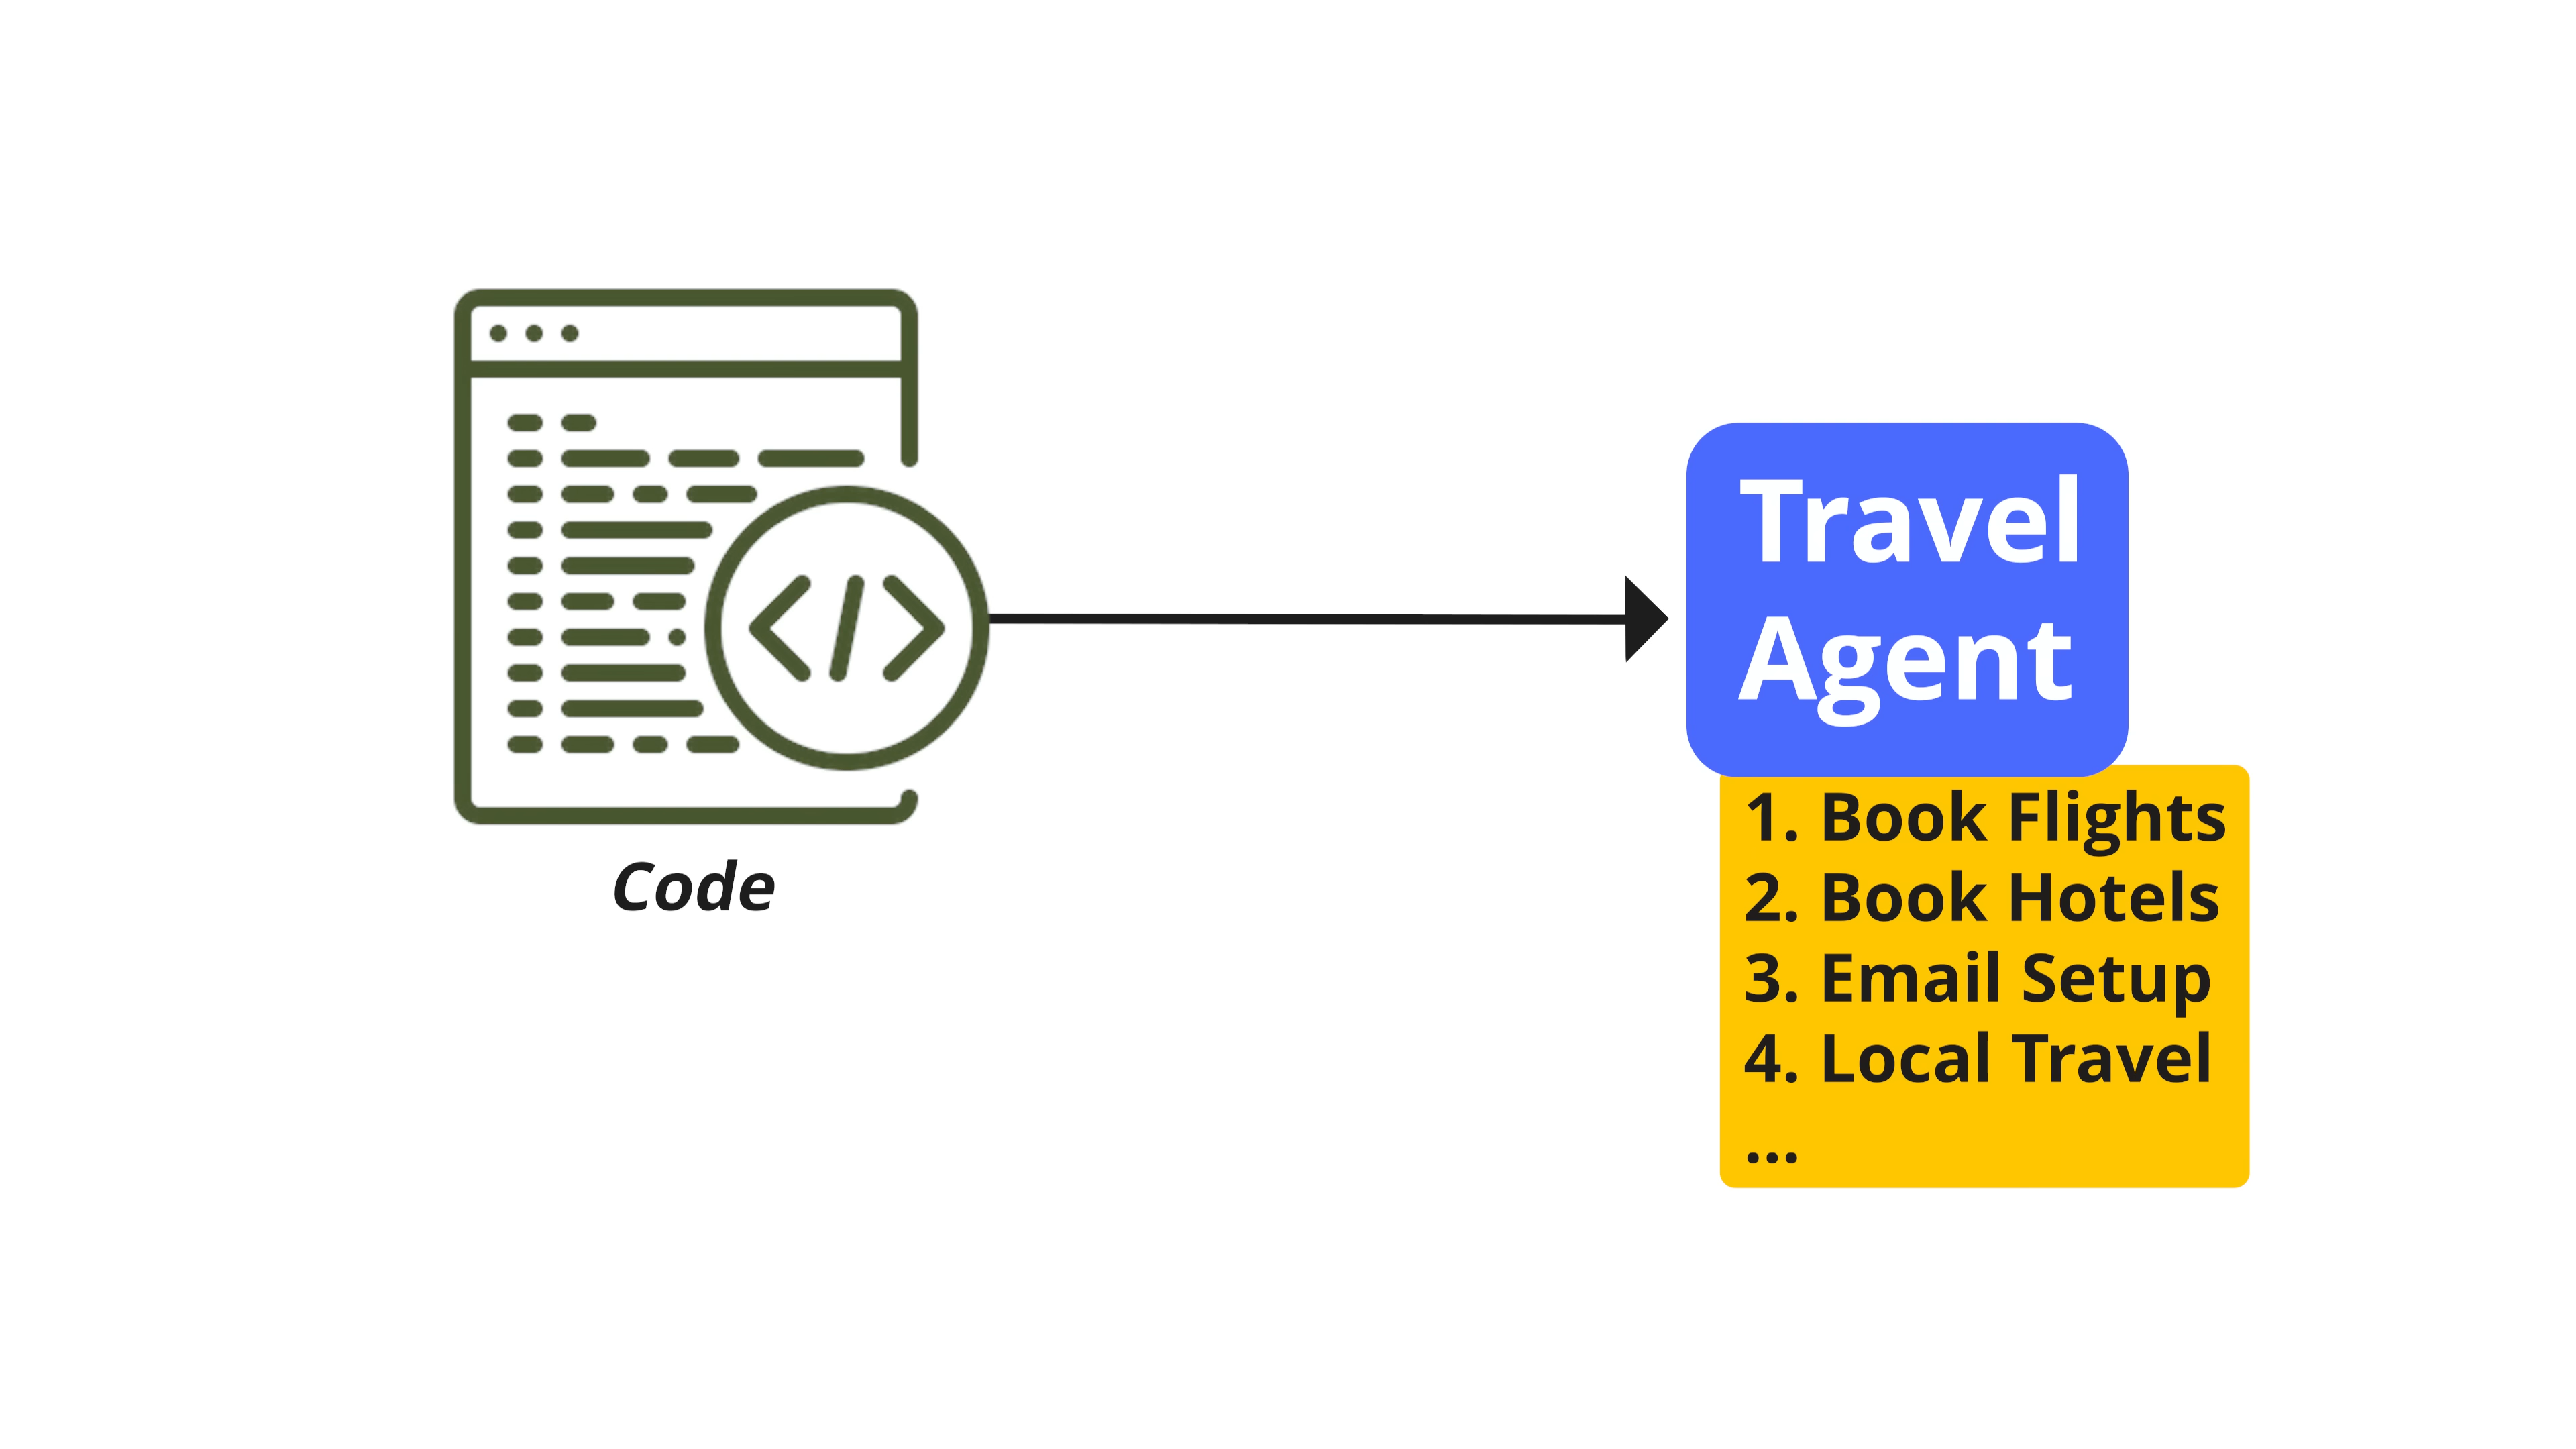 </>
Code
Travel
Agent
1. Book Flights
2. Book Hotels
3. Email Setup
4. Local Travel
...